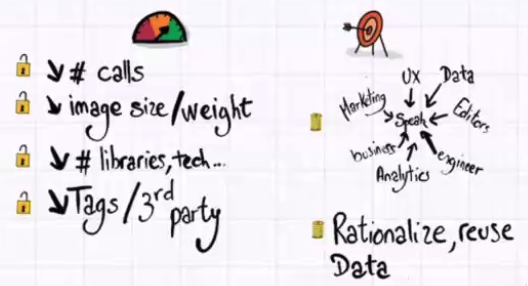 ↘ # calls
↘ image size/weight
↘ # libraries, tech...
↘ Tags/3rd party
UX
Data
Marketing
Speak
Editors
business
engineer
Analytics
Rationalize, reuse
Data